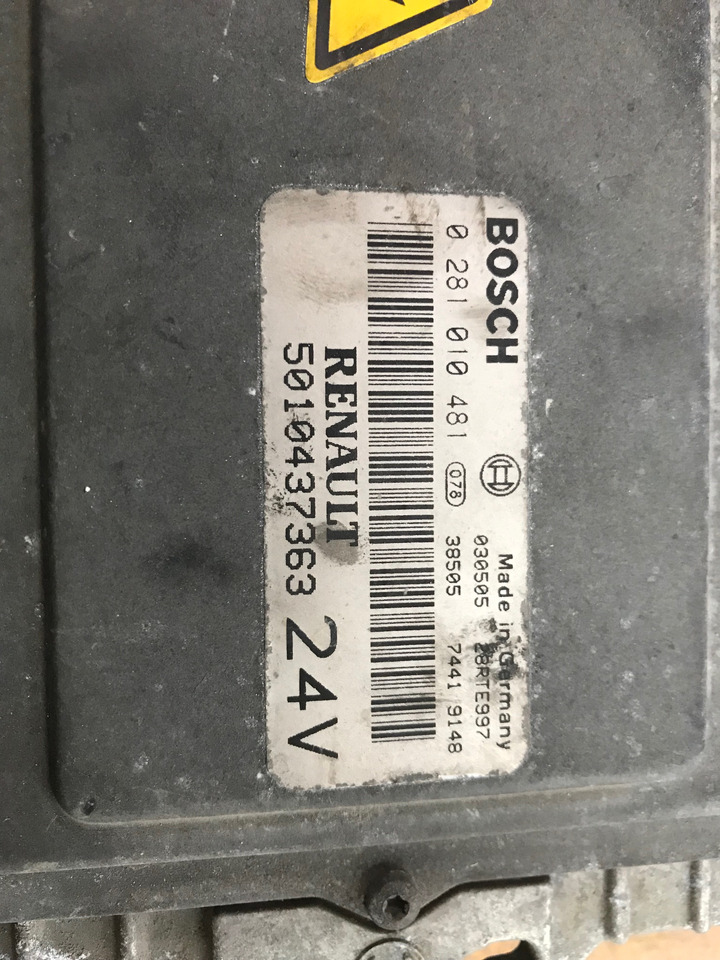 BOSCH
Made in Germany
030505 28RTE997
0 281 010 481 078 38505 7441 9148
RENAULT
5010437363 24V